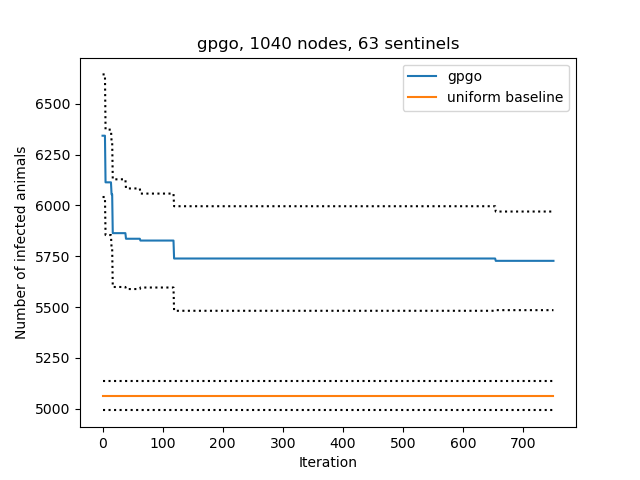 gpgo, 1040 nodes, 63 sentinels
gpgo
uniform baseline
Number of infected animals
6500
6250
6000
5750
5500
5250
5000
0 100 200 300 400 500 600 700
Iteration